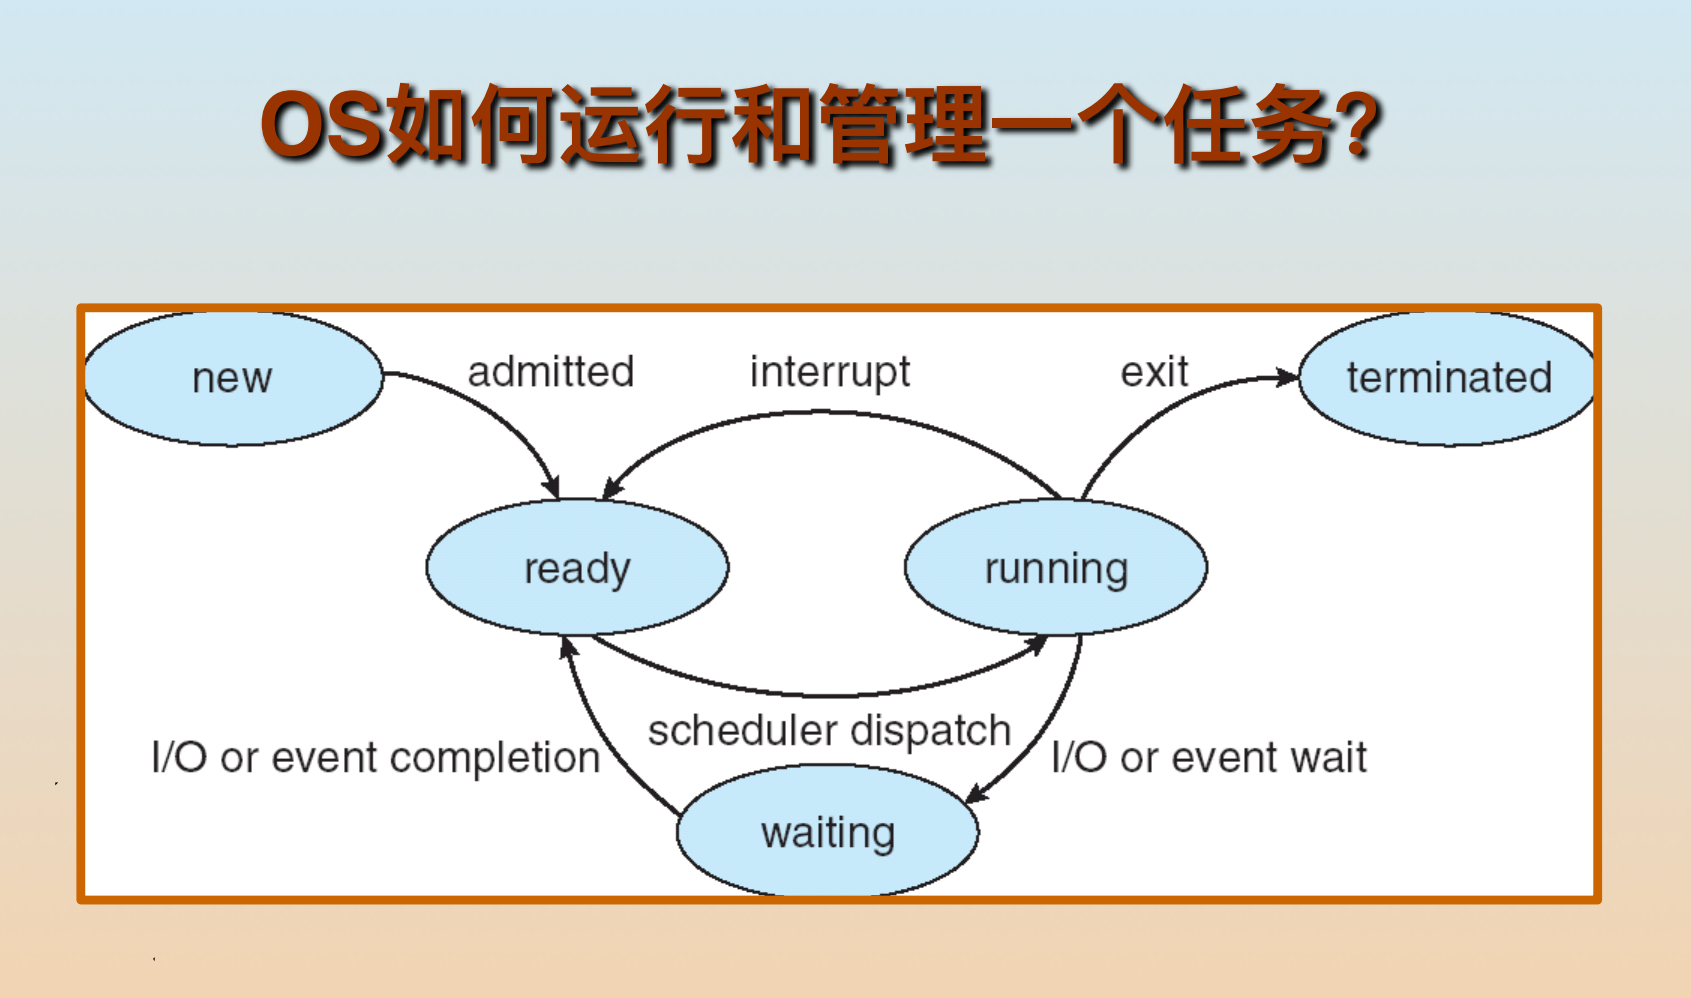 OS如何运行和管理一个任务?
new
admitted
interrupt
exit
terminated
ready
running
scheduler dispatch
I/O or event completion
I/O or event wait
waiting